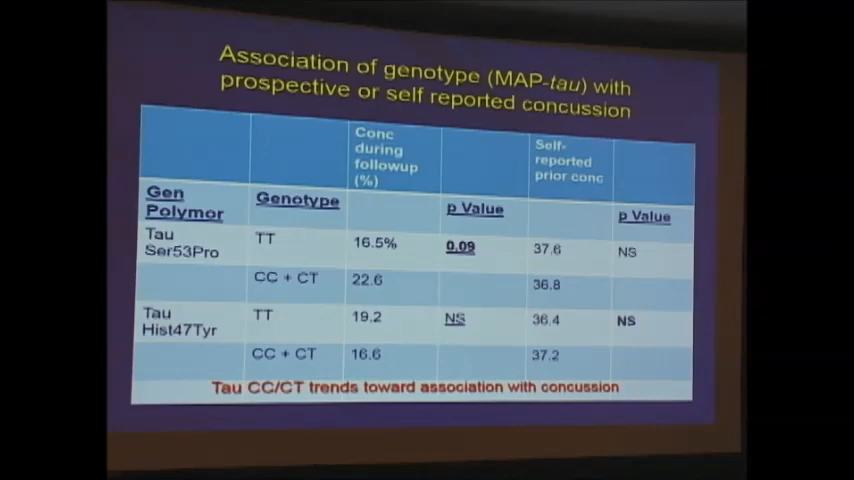 Association of genotype (MAP-tau) with
prospective or self reported concussion
Conc
during
followup
(%)
Self-
reported
prior conc
Gen
Polymor
Genotype
p Value
p Value
Tau
Ser53Pro
TT
16.5%
0.09
37.6
NS
CC + CT
22.6
36.8
Tau
Hist47Tyr
TT
19.2
NS
36.4
NS
CC + CT
16.6
37.2
Tau CC/CT trends toward association with concussion